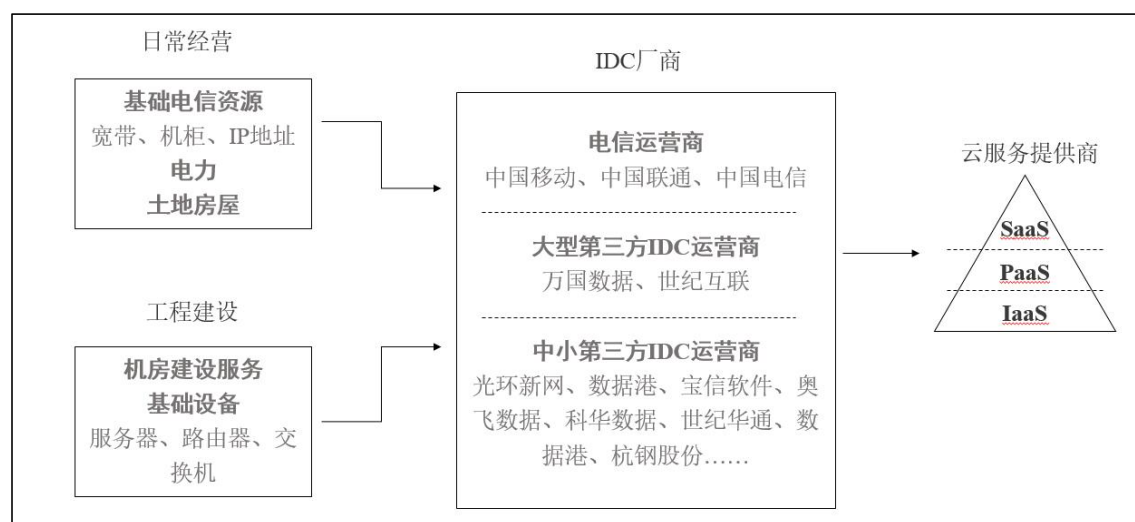 日常经营
基础电信资源
宽带、机柜、IP地址
电力
土地房屋
工程建设
机房建设服务
基础设备
服务器、路由器、交
换机
IDC厂商
电信运营商
中国移动、中国联通、中国电信
大型第三方IDC运营商
万国数据、世纪互联
中小第三方IDC运营商
光环新网、数据港、宝信软件、奥
飞数据、科华数据、世纪华通、数
据港、杭钢股份……
云服务提供商
SaaS
PaaS
IaaS